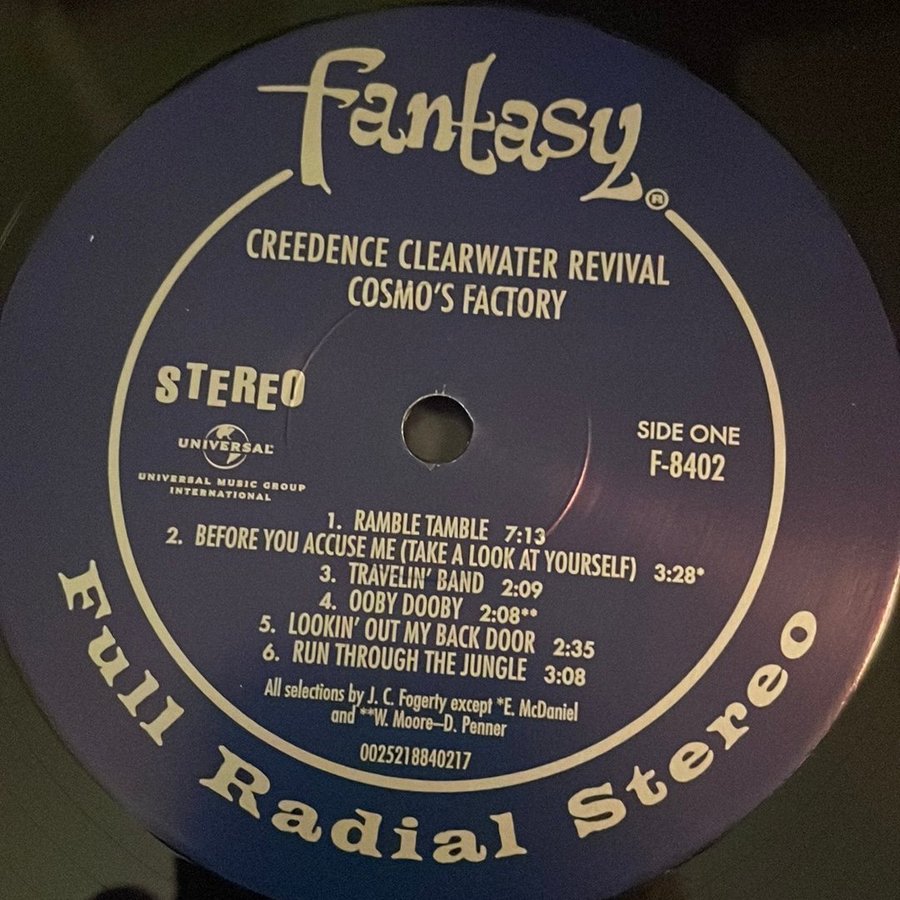 fantasy®
CREEDENCE CLEARWATER REVIVAL
COSMO'S FACTORY
STEREO
UNIVERSAL
UNIVERSAL MUSIC GROUP
INTERNATIONAL
SIDE ONE
F-8402
1. RAMBLE TAMBLE 7:13
2. BEFORE YOU ACCUSE ME (TAKE A LOOK AT YOURSELF) 3:28*
3. TRAVELIN' BAND 2:09
4. OOBY DOOBY 2:08**
5. LOOKIN' OUT MY BACK DOOR 2:35
6. RUN THROUGH THE JUNGLE 3:08
All selections by J. C. Fogerty except *E. McDaniel
and **W. Moore–D. Penner
0025218840217
Full Radial Stereo